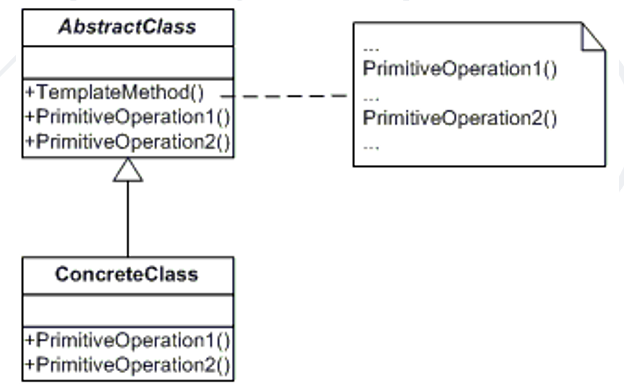 AbstractClass
+TemplateMethod()
+PrimitiveOperation1()
+PrimitiveOperation2()
...
PrimitiveOperation1()
...
PrimitiveOperation2()
...
ConcreteClass
+PrimitiveOperation1()
+PrimitiveOperation2()